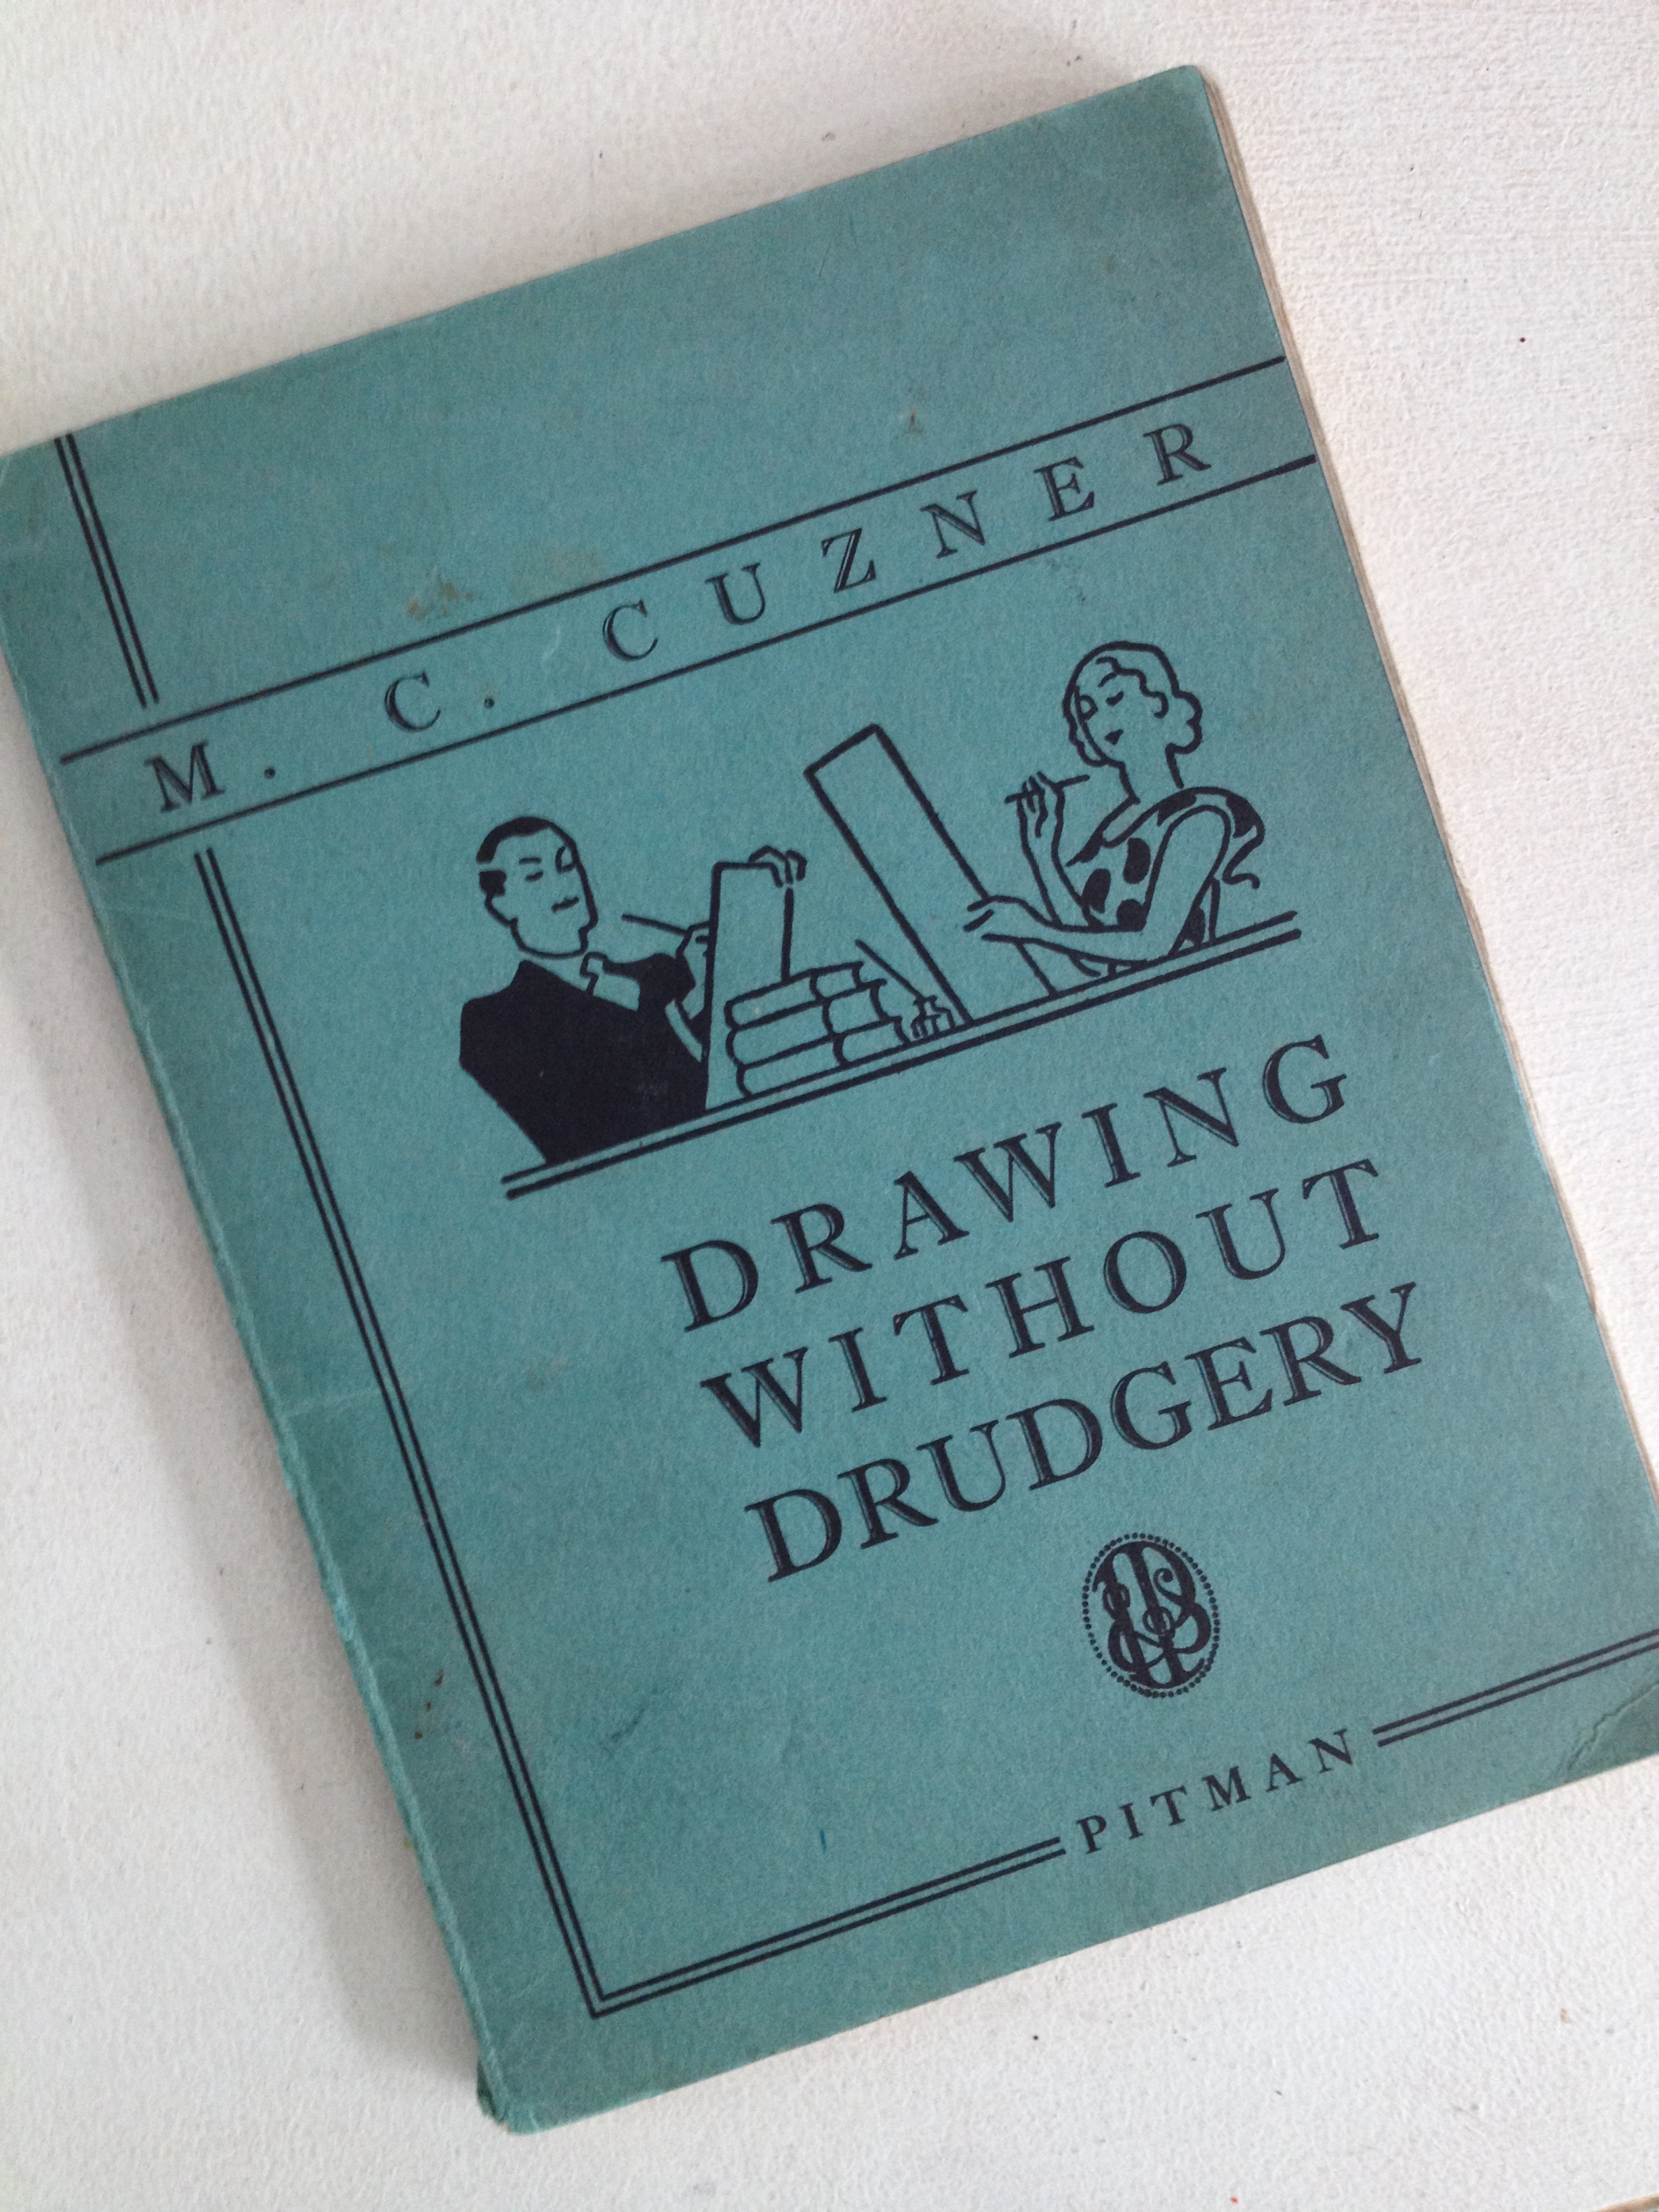 M. C. CUZNER
DRAWING
WITHOUT
DRUDGERY
PITMAN